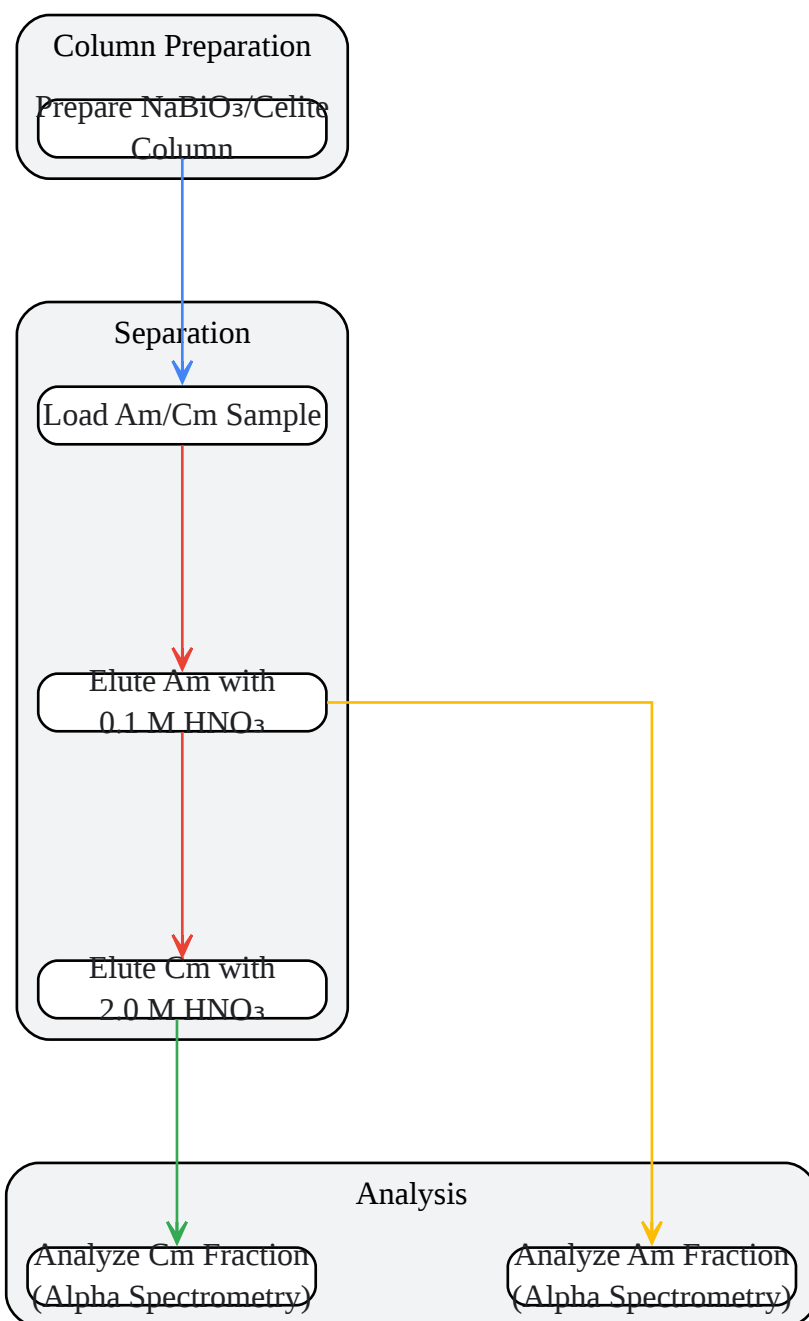 Column Preparation
Prepare NaBiO₃/Celite
Column
Separation
Load Am/Cm Sample
Elute Am with
0.1 M HNO₃
Elute Cm with
2.0 M HNO₃
Analysis
Analyze Cm Fraction
(Alpha Spectrometry)
Analyze Am Fraction
(Alpha Spectrometry)